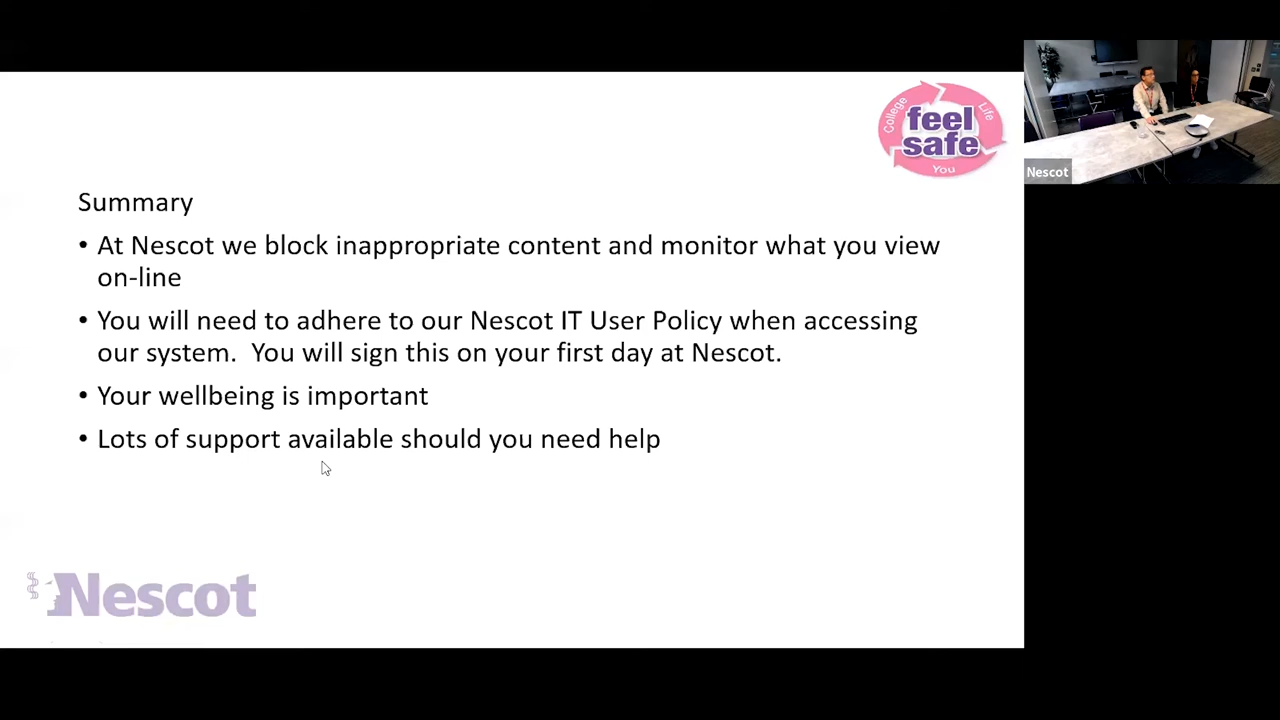 College
Life
feel
safe
You
Nescot
Summary
• At Nescot we block inappropriate content and monitor what you view
on-line
• You will need to adhere to our Nescot IT User Policy when accessing
our system.  You will sign this on your first day at Nescot.
• Your wellbeing is important
• Lots of support available should you need help
Nescot